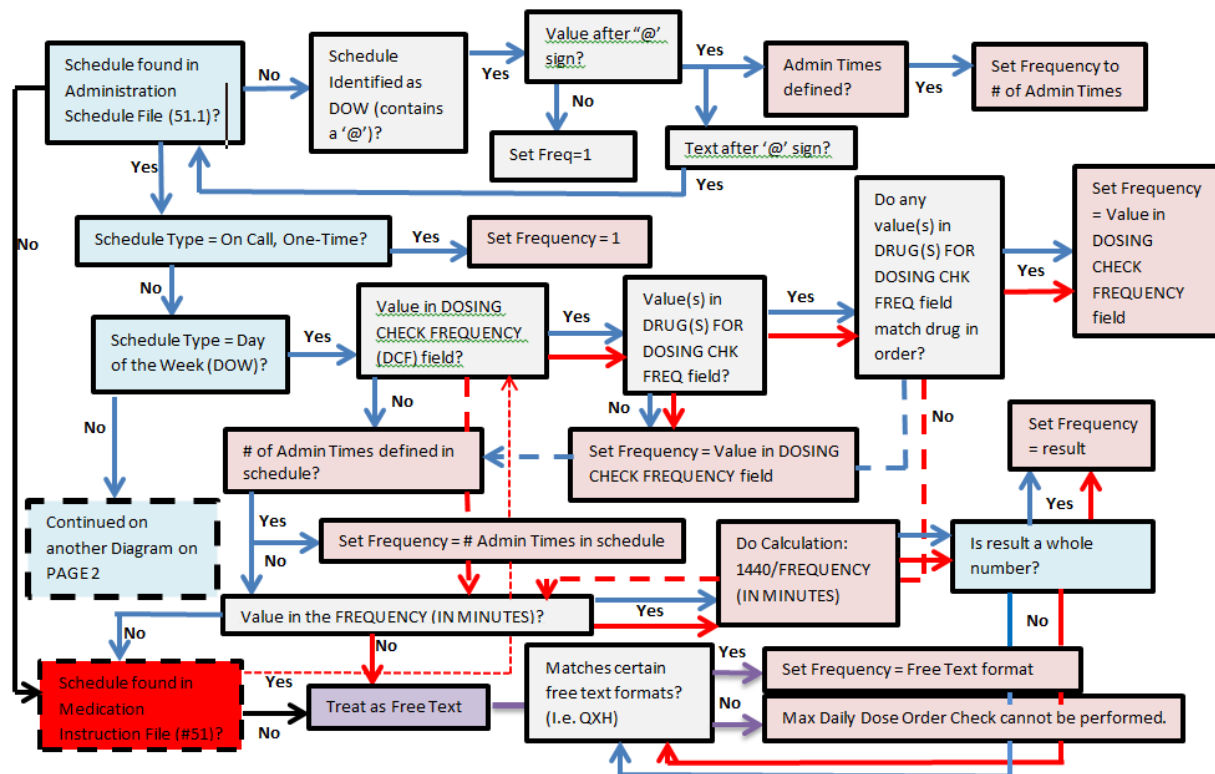 Schedule found in
Administration
Schedule File (51.1)?
No
Schedule
Identified as
DOW (contains
a ‘@’)?
Yes
Value after “@”
sign?
Yes
Admin Times
defined?
Yes
Set Frequency to
# of Admin Times
No
Set Freq=1
Text after ‘@’ sign?
Yes
Yes
No
Schedule Type = On Call, One-Time?
Yes
Set Frequency = 1
Do any
value(s) in
DRUG(S) FOR
DOSING CHK
FREQ field
match drug in
order?
Yes
Set Frequency
= Value in
DOSING
CHECK
FREQUENCY
field
No
Schedule Type = Day
of the Week (DOW)?
Yes
Value in DOSING
CHECK FREQUENCY
(DCF) field?
Yes
Value(s) in
DRUG(S) FOR
DOSING CHK
FREQ field?
Yes
No
No
No
No
# of Admin Times defined in
schedule?
Set Frequency = Value in DOSING
CHECK FREQUENCY field
Set Frequency
= result
Yes
Continued on
another Diagram on
PAGE 2
Yes
No
Set Frequency = # Admin Times in schedule
Do Calculation:
1440/FREQUENCY
(IN MINUTES)
Is result a whole
number?
Value in the FREQUENCY (IN MINUTES)?
Yes
No
No
No
Schedule found in
Medication
Instruction File (#51)?
Yes
No
Treat as Free Text
Matches certain
free text formats?
(I.e. QXH)
Yes
Set Frequency = Free Text format
No
Max Daily Dose Order Check cannot be performed.